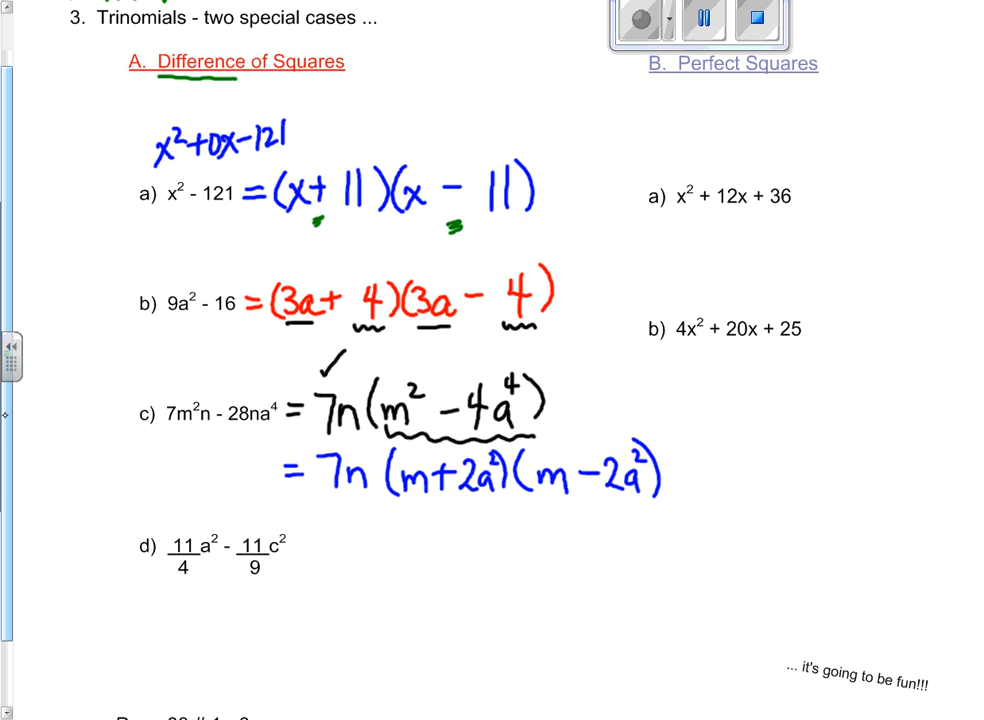 3. Trinomials - two special cases ...
A. Difference of Squares
x²+0x-121
a) x² - 121 = (x + 11)(x - 11)
b) 9a² - 16 = (3a + 4)(3a - 4)
c) 7m²n - 28na⁴ = 7n(m² - 4a⁴)
= 7n (m+2a²)(m-2a²)
d) 11/4 a² - 11/9 c²
B. Perfect Squares
a) x² + 12x + 36
b) 4x² + 20x + 25
... it's going to be fun!!!